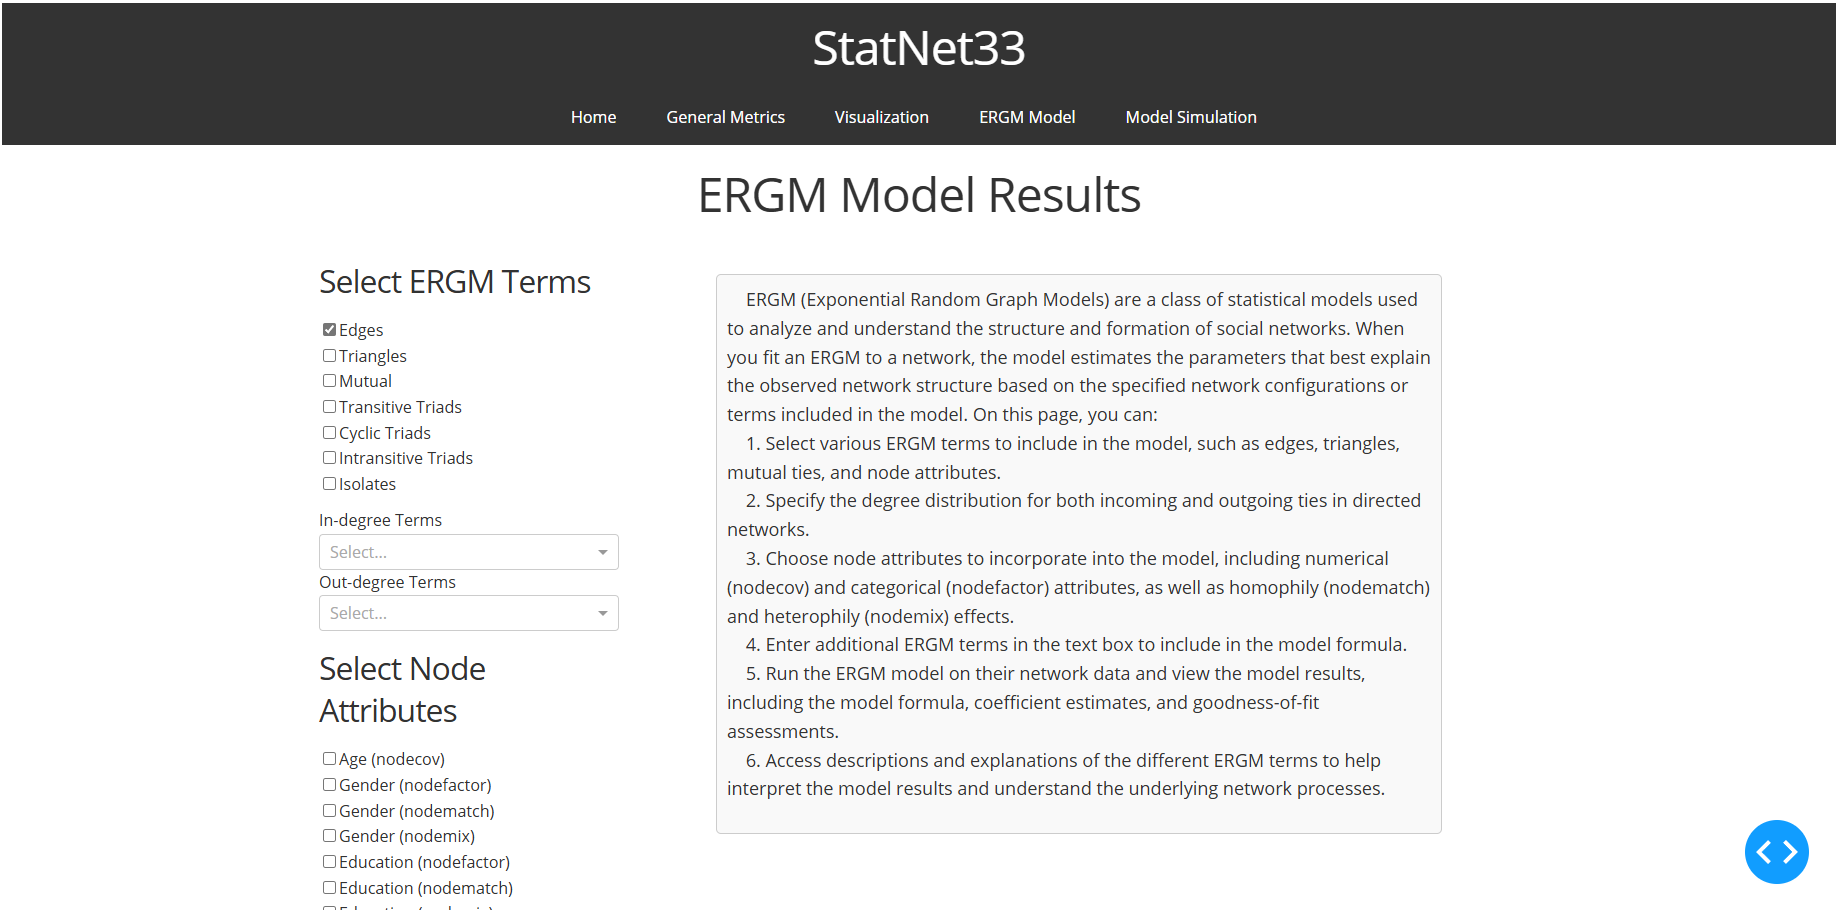 StatNet33
Home General Metrics Visualization ERGM Model Model Simulation
ERGM Model Results
Select ERGM Terms
Edges
Triangles
Mutual
Transitive Triads
Cyclic Triads
Intransitive Triads
Isolates
In-degree Terms
Select...
Out-degree Terms
Select...
Select Node
Attributes
Age (nodecov)
Gender (nodefactor)
Gender (nodematch)
Gender (nodemix)
Education (nodefactor)
Education (nodematch)
ERGM (Exponential Random Graph Models) are a class of statistical models used
to analyze and understand the structure and formation of social networks. When
you fit an ERGM to a network, the model estimates the parameters that best explain
the observed network structure based on the specified network configurations or
terms included in the model. On this page, you can:
1. Select various ERGM terms to include in the model, such as edges, triangles,
mutual ties, and node attributes.
2. Specify the degree distribution for both incoming and outgoing ties in directed
networks.
3. Choose node attributes to incorporate into the model, including numerical
(nodecov) and categorical (nodefactor) attributes, as well as homophily (nodematch)
and heterophily (nodemix) effects.
4. Enter additional ERGM terms in the text box to include in the model formula.
5. Run the ERGM model on their network data and view the model results,
including the model formula, coefficient estimates, and goodness-of-fit
assessments.
6. Access descriptions and explanations of the different ERGM terms to help
interpret the model results and understand the underlying network processes.